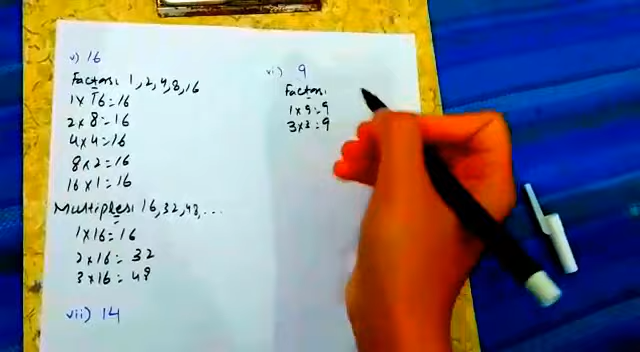 v) 16
Factors: 1, 2, 4, 8, 16
1 x 16 = 16
2 x 8 = 16
4 x 4 = 16
8 x 2 = 16
16 x 1 = 16
Multiples: 16, 32, 48, ...
1 x 16 = 16
2 x 16 = 32
3 x 16 = 48
vii) 14
vi) 9
Factors:
1 x 9 = 9
3 x 3 = 9